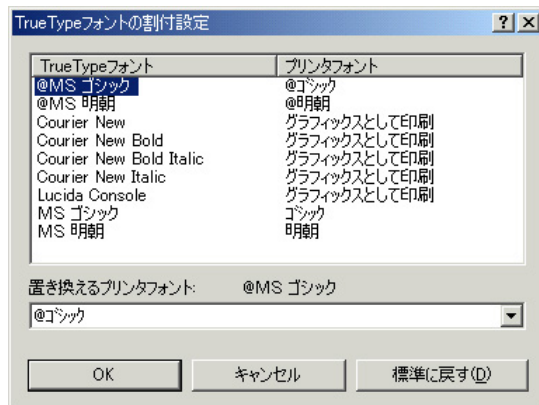 TrueTypeフォントの割付設定
TrueTypeフォント プリンタフォント
@MS ゴシック @ゴシック
@MS 明朝 @明朝
Courier New グラフィックスとして印刷
Courier New Bold グラフィックスとして印刷
Courier New Bold Italic グラフィックスとして印刷
Courier New Italic グラフィックスとして印刷
Lucida Console グラフィックスとして印刷
MS ゴシック ゴシック
MS 明朝 明朝
置き換えるプリンタフォント: @MS ゴシック
@ゴシック
OK キャンセル 標準に戻す(D)